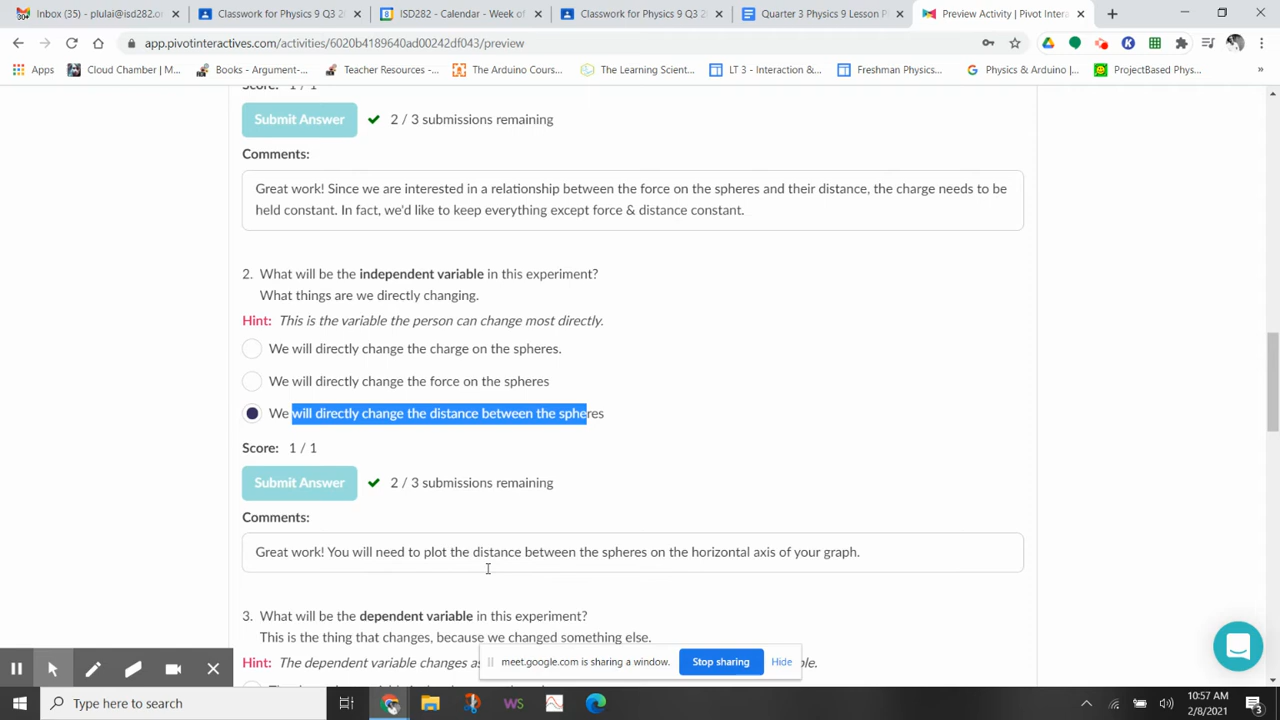 Inbox (35) - plulai@isd282.or
Classwork for Physics 9 Q3 2
ISD282 - Calendar - Week of
Classwork for Physics 9 Q3 2
Quarter 3 Physics 9 Lesson P
Preview Activity | Pivot Intera
app.pivotinteractives.com/activities/6020b4189640ad00242df043/preview
Apps
Cloud Chamber | M...
Books - Argument-...
Teacher Resources -...
The Arduino Cours...
The Learning Scient...
LT 3 - Interaction &...
Freshman Physics...
Physics & Arduino |...
ProjectBased Phys...
»
Score: 1 / 1
Submit Answer
2 / 3 submissions remaining
Comments:
Great work! Since we are interested in a relationship between the force on the spheres and their distance, the charge needs to be
held constant. In fact, we'd like to keep everything except force & distance constant.
2. What will be the independent variable in this experiment?
What things are we directly changing.
Hint: This is the variable the person can change most directly.
We will directly change the charge on the spheres.
We will directly change the force on the spheres
We will directly change the distance between the spheres
Score: 1 / 1
Submit Answer
2 / 3 submissions remaining
Comments:
Great work! You will need to plot the distance between the spheres on the horizontal axis of your graph.
3. What will be the dependent variable in this experiment?
This is the thing that changes, because we changed something else.
Hint: The dependent variable changes as
meet.google.com is sharing a window.
Stop sharing
Hide
Type here to search
10:57 AM
2/8/2021
3